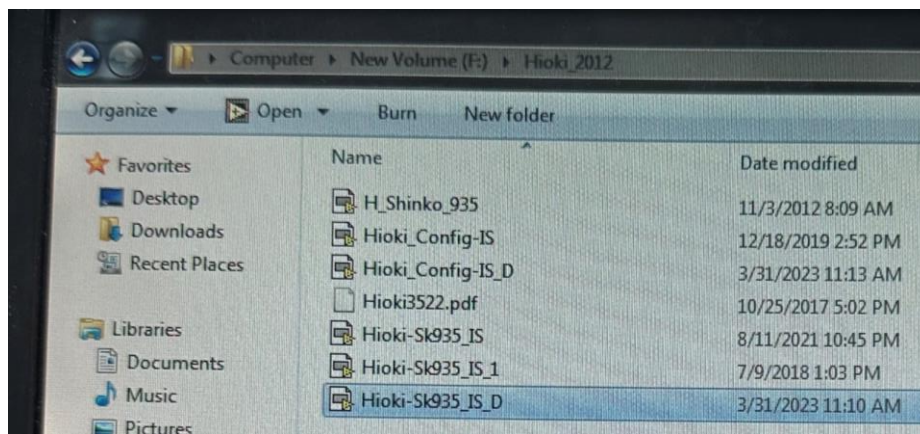 Computer New Volume (F:) Hioki_2012
Organize Open Burn New folder
Favorites
Desktop
Downloads
Recent Places
Libraries
Documents
Music
Pictures
Name Date modified
H_Shinko_935 11/3/2012 8:09 AM
Hioki_Config-IS 12/18/2019 2:52 PM
Hioki_Config-IS_D 3/31/2023 11:13 AM
Hioki3522.pdf 10/25/2017 5:02 PM
Hioki-Sk935_IS 8/11/2021 10:45 PM
Hioki-Sk935_IS_1 7/9/2018 1:03 PM
Hioki-Sk935_IS_D 3/31/2023 11:10 AM